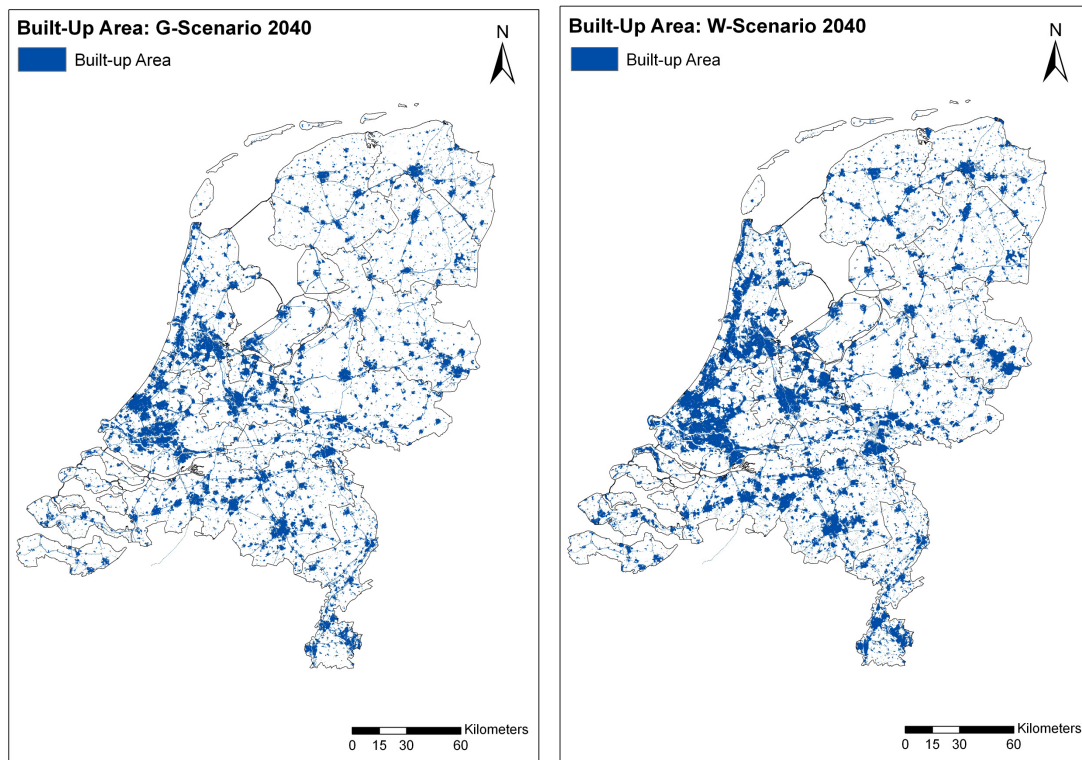 Built-Up Area: G-Scenario 2040
Built-up Area
N
Kilometers
0 15 30 60
Built-Up Area: W-Scenario 2040
Built-up Area
N
Kilometers
0 15 30 60